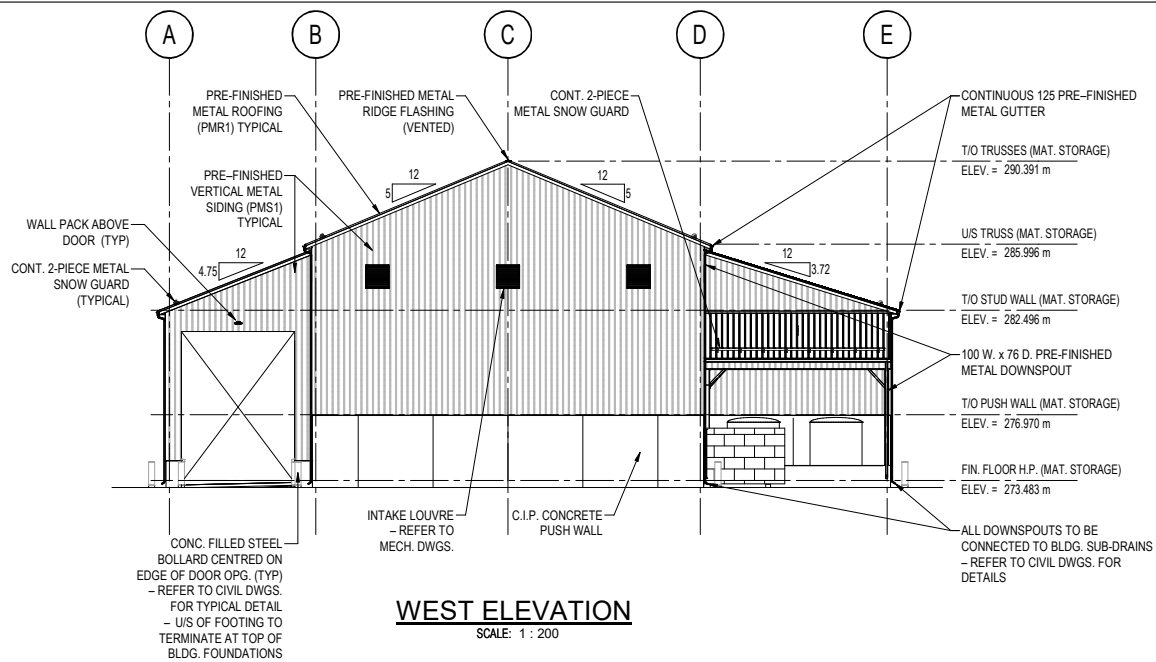 A
B
C
D
E
PRE-FINISHED
METAL ROOFING
(PMR1) TYPICAL
PRE-FINISHED METAL
RIDGE FLASHING
(VENTED)
CONT. 2-PIECE
METAL SNOW GUARD
CONTINUOUS 125 PRE–FINISHED
METAL GUTTER
T/O TRUSSES (MAT. STORAGE)
ELEV. = 290.391 m
12
5
12
5
PRE–FINISHED
VERTICAL METAL
SIDING (PMS1)
TYPICAL
WALL PACK ABOVE
DOOR (TYP)
U/S TRUSS (MAT. STORAGE)
ELEV. = 285.996 m
12
4.75
12
3.72
CONT. 2-PIECE METAL
SNOW GUARD
(TYPICAL)
T/O STUD WALL (MAT. STORAGE)
ELEV. = 282.496 m
100 W. x 76 D. PRE-FINISHED
METAL DOWNSPOUT
T/O PUSH WALL (MAT. STORAGE)
ELEV. = 276.970 m
FIN. FLOOR H.P. (MAT. STORAGE)
ELEV. = 273.483 m
INTAKE LOUVRE
– REFER TO
MECH. DWGS.
C.I.P. CONCRETE
PUSH WALL
ALL DOWNSPOUTS TO BE
CONNECTED TO BLDG. SUB-DRAINS
– REFER TO CIVIL DWGS. FOR
DETAILS
CONC. FILLED STEEL
BOLLARD CENTRED ON
EDGE OF DOOR OPG. (TYP)
– REFER TO CIVIL DWGS.
FOR TYPICAL DETAIL
– U/S OF FOOTING TO
TERMINATE AT TOP OF
BLDG. FOUNDATIONS
WEST ELEVATION
SCALE: 1 : 200